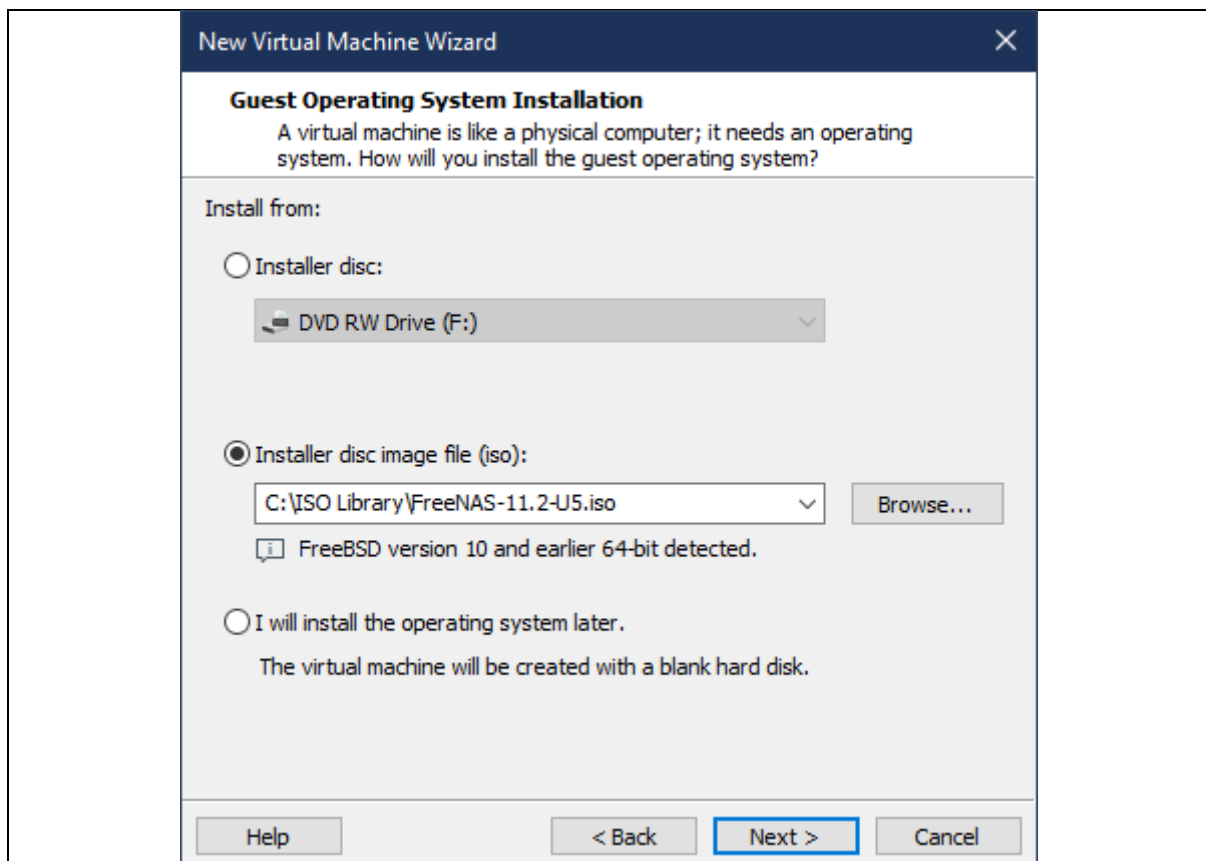 New Virtual Machine Wizard
Guest Operating System Installation
A virtual machine is like a physical computer; it needs an operating
system. How will you install the guest operating system?
Install from:
Installer disc:
DVD RW Drive (F:)
Installer disc image file (iso):
C:\ISO Library\FreeNAS-11.2-U5.iso
Browse...
FreeBSD version 10 and earlier 64-bit detected.
I will install the operating system later.
The virtual machine will be created with a blank hard disk.
Help
< Back
Next >
Cancel